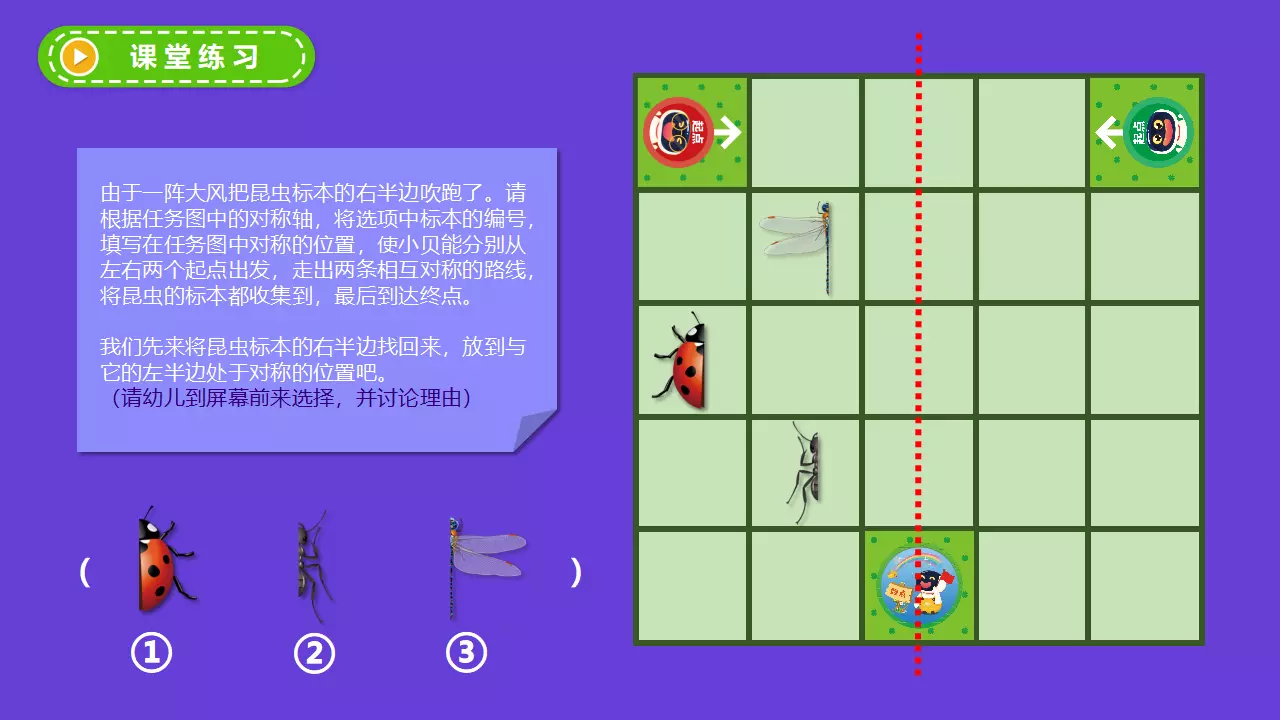 课堂练习
由于一阵大风把昆虫标本的右半边吹跑了。请
根据任务图中的对称轴，将选项中标本的编号，
填写在任务图中对称的位置，使小贝能分别从
左右两个起点出发，走出两条相互对称的路线，
将昆虫的标本都收集到，最后到达终点。
我们先来将昆虫标本的右半边找回来，放到与
它的左半边处于对称的位置吧。
（请幼儿到屏幕前来选择，并讨论理由）
（ ）
① ② ③
起点
起点
终点